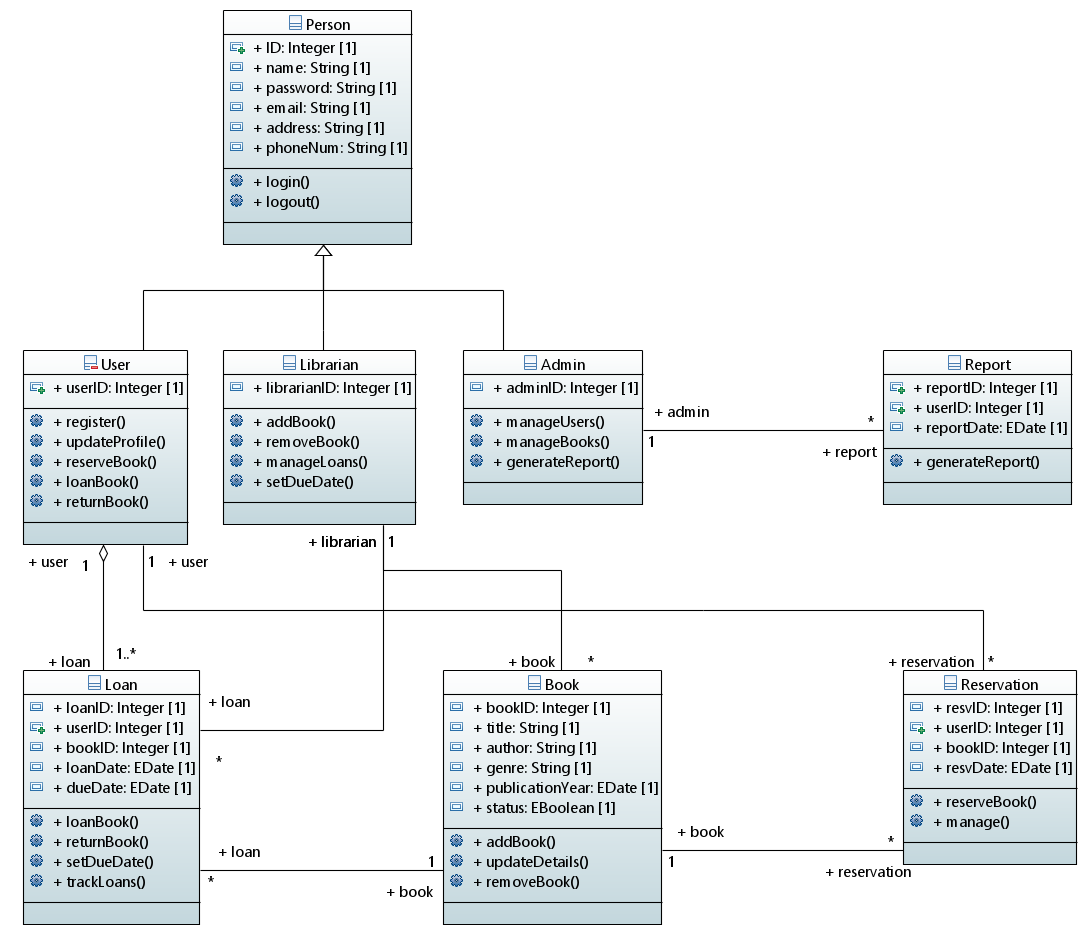 Person
+ ID: Integer [1]
+ name: String [1]
+ password: String [1]
+ email: String [1]
+ address: String [1]
+ phoneNum: String [1]
+ login()
+ logout()
User
+ userID: Integer [1]
+ register()
+ updateProfile()
+ reserveBook()
+ loanBook()
+ returnBook()
Librarian
+ librarianID: Integer [1]
+ addBook()
+ removeBook()
+ manageLoans()
+ setDueDate()
Admin
+ adminID: Integer [1]
+ manageUsers()
+ manageBooks()
+ generateReport()
+ admin
1
*
+ report
Report
+ reportID: Integer [1]
+ userID: Integer [1]
+ reportDate: EDate [1]
+ generateReport()
+ user
1
1
+ user
+ librarian
1
+ loan
1..*
+ loan
*
+ book
*
+ reservation
*
Loan
+ loanID: Integer [1]
+ userID: Integer [1]
+ bookID: Integer [1]
+ loanDate: EDate [1]
+ dueDate: EDate [1]
+ loanBook()
+ returnBook()
+ setDueDate()
+ trackLoans()
+ loan
*
1
+ book
Book
+ bookID: Integer [1]
+ title: String [1]
+ author: String [1]
+ genre: String [1]
+ publicationYear: EDate [1]
+ status: EBoolean [1]
+ addBook()
+ updateDetails()
+ removeBook()
+ book
1
*
+ reservation
Reservation
+ resvID: Integer [1]
+ userID: Integer [1]
+ bookID: Integer [1]
+ resvDate: EDate [1]
+ reserveBook()
+ manage()